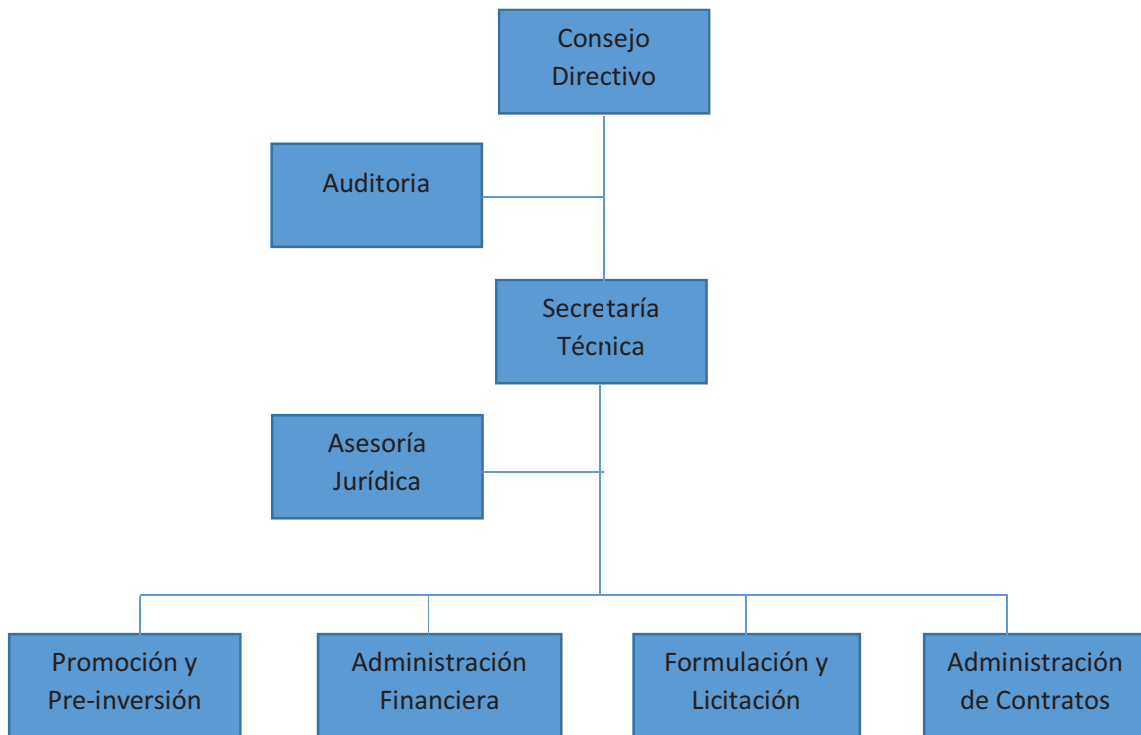 Consejo
Directivo
Auditoria
Secretaría
Técnica
Asesoría
Jurídica
Promoción y
Pre-inversión
Administración
Financiera
Formulación y
Licitación
Administración
de Contratos